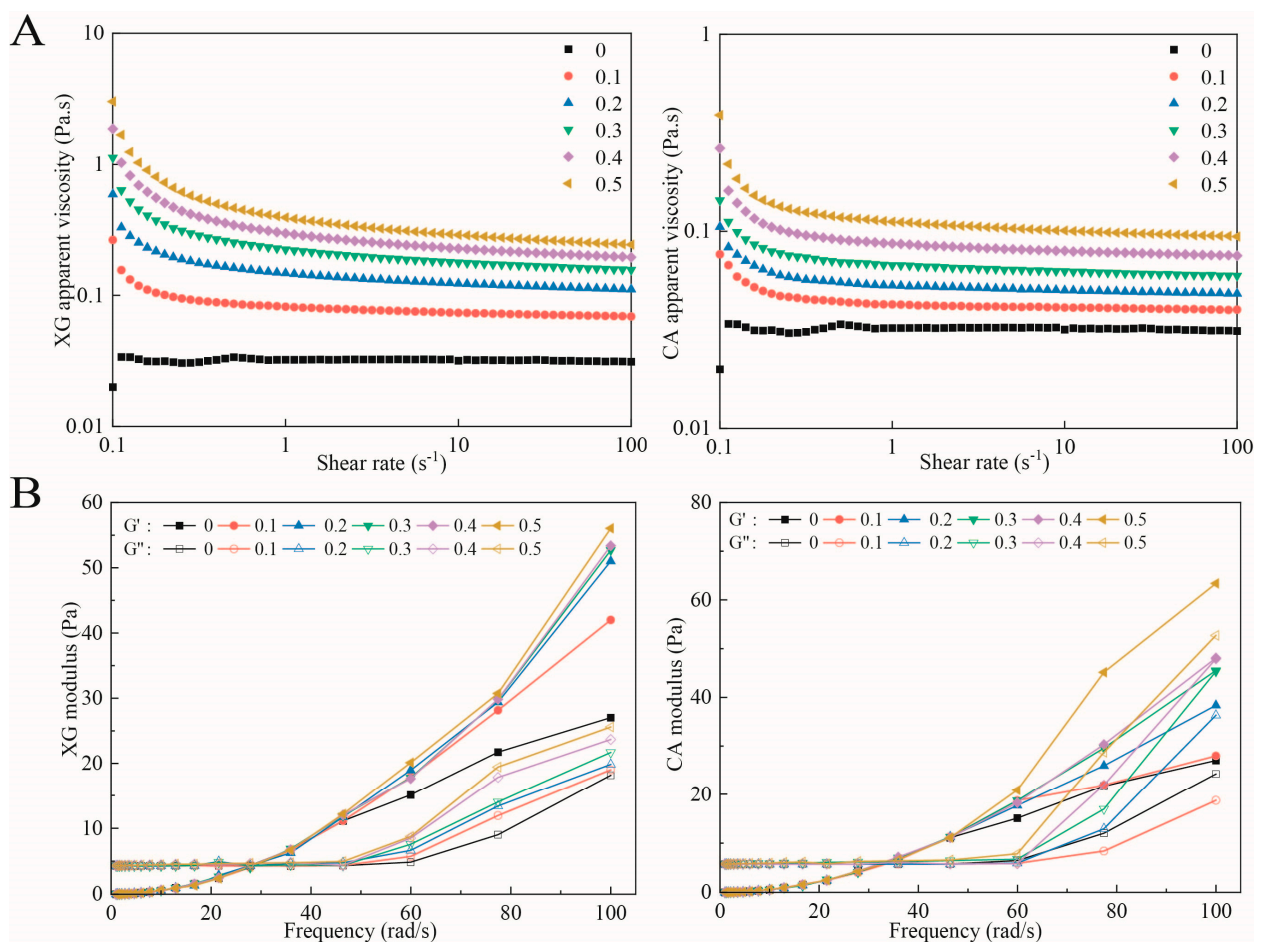 A
XG apparent viscosity (Pa.s)
10
1
0.1
0.01
0
0.1
0.2
0.3
0.4
0.5
0.1 1 10 100
Shear rate (s⁻¹)
CA apparent viscosity (Pa.s)
1
0.1
0.01
0
0.1
0.2
0.3
0.4
0.5
0.1 1 10 100
Shear rate (s⁻¹)
B
XG modulus (Pa)
60
50
40
30
20
10
0
G' : 0 0.1 0.2 0.3 0.4 0.5
G": 0 0.1 0.2 0.3 0.4 0.5
0 20 40 60 80 100
Frequency (rad/s)
CA modulus (Pa)
80
60
40
20
0
G' : 0 0.1 0.2 0.3 0.4 0.5
G": 0 0.1 0.2 0.3 0.4 0.5
0 20 40 60 80 100
Frequency (rad/s)